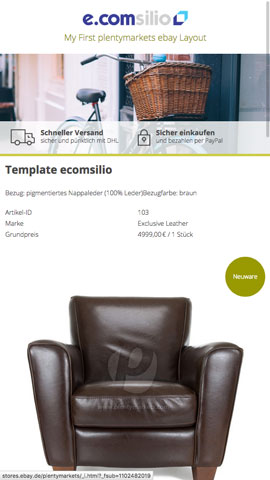 e.comsilio
My First plentymarkets ebay Layout
Schneller Versand
sicher und pünktlich mit DHL
Sicher einkaufen
und bezahlen per PayPal
Template ecomsilio
Bezug: pigmentiertes Nappaleder (100% Leder)Bezugfarbe: braun
Artikel-ID 103
Marke Exclusive Leather
Grundpreis 4999,00 € / 1 Stück
Neuware
stores.ebay.de/plentymarkets/_i.html?_fsub=1102482019